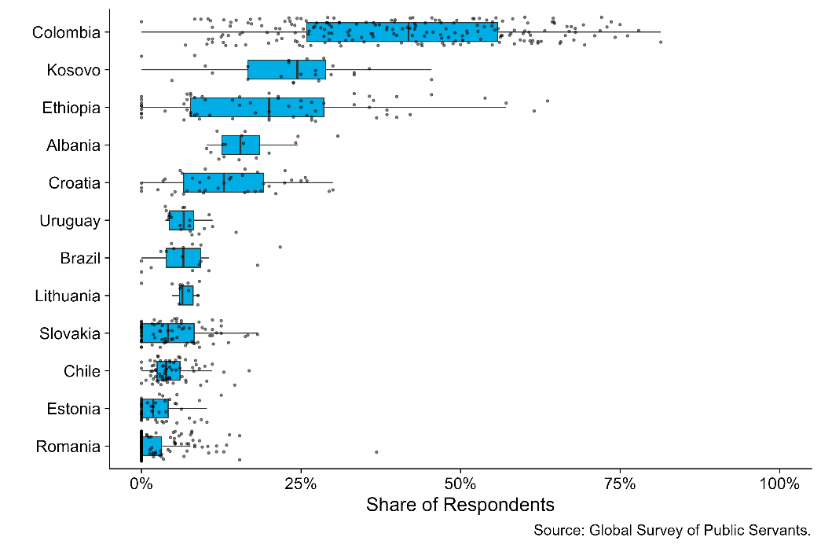 Colombia
Kosovo
Ethiopia
Albania
Croatia
Uruguay
Brazil
Lithuania
Slovakia
Chile
Estonia
Romania
0% 25% 50% 75% 100%
Share of Respondents
Source: Global Survey of Public Servants.